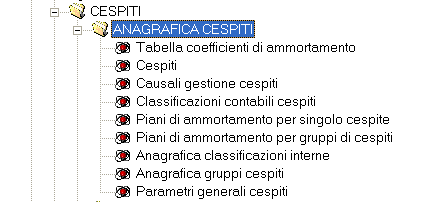 CESPITI
ANAGRAFICA CESPITI
Tabella coefficienti di ammortamento
Cespiti
Causali gestione cespiti
Classificazioni contabili cespiti
Piani di ammortamento per singolo cespite
Piani di ammortamento per gruppi di cespiti
Anagrafica classificazioni interne
Anagrafica gruppi cespiti
Parametri generali cespiti